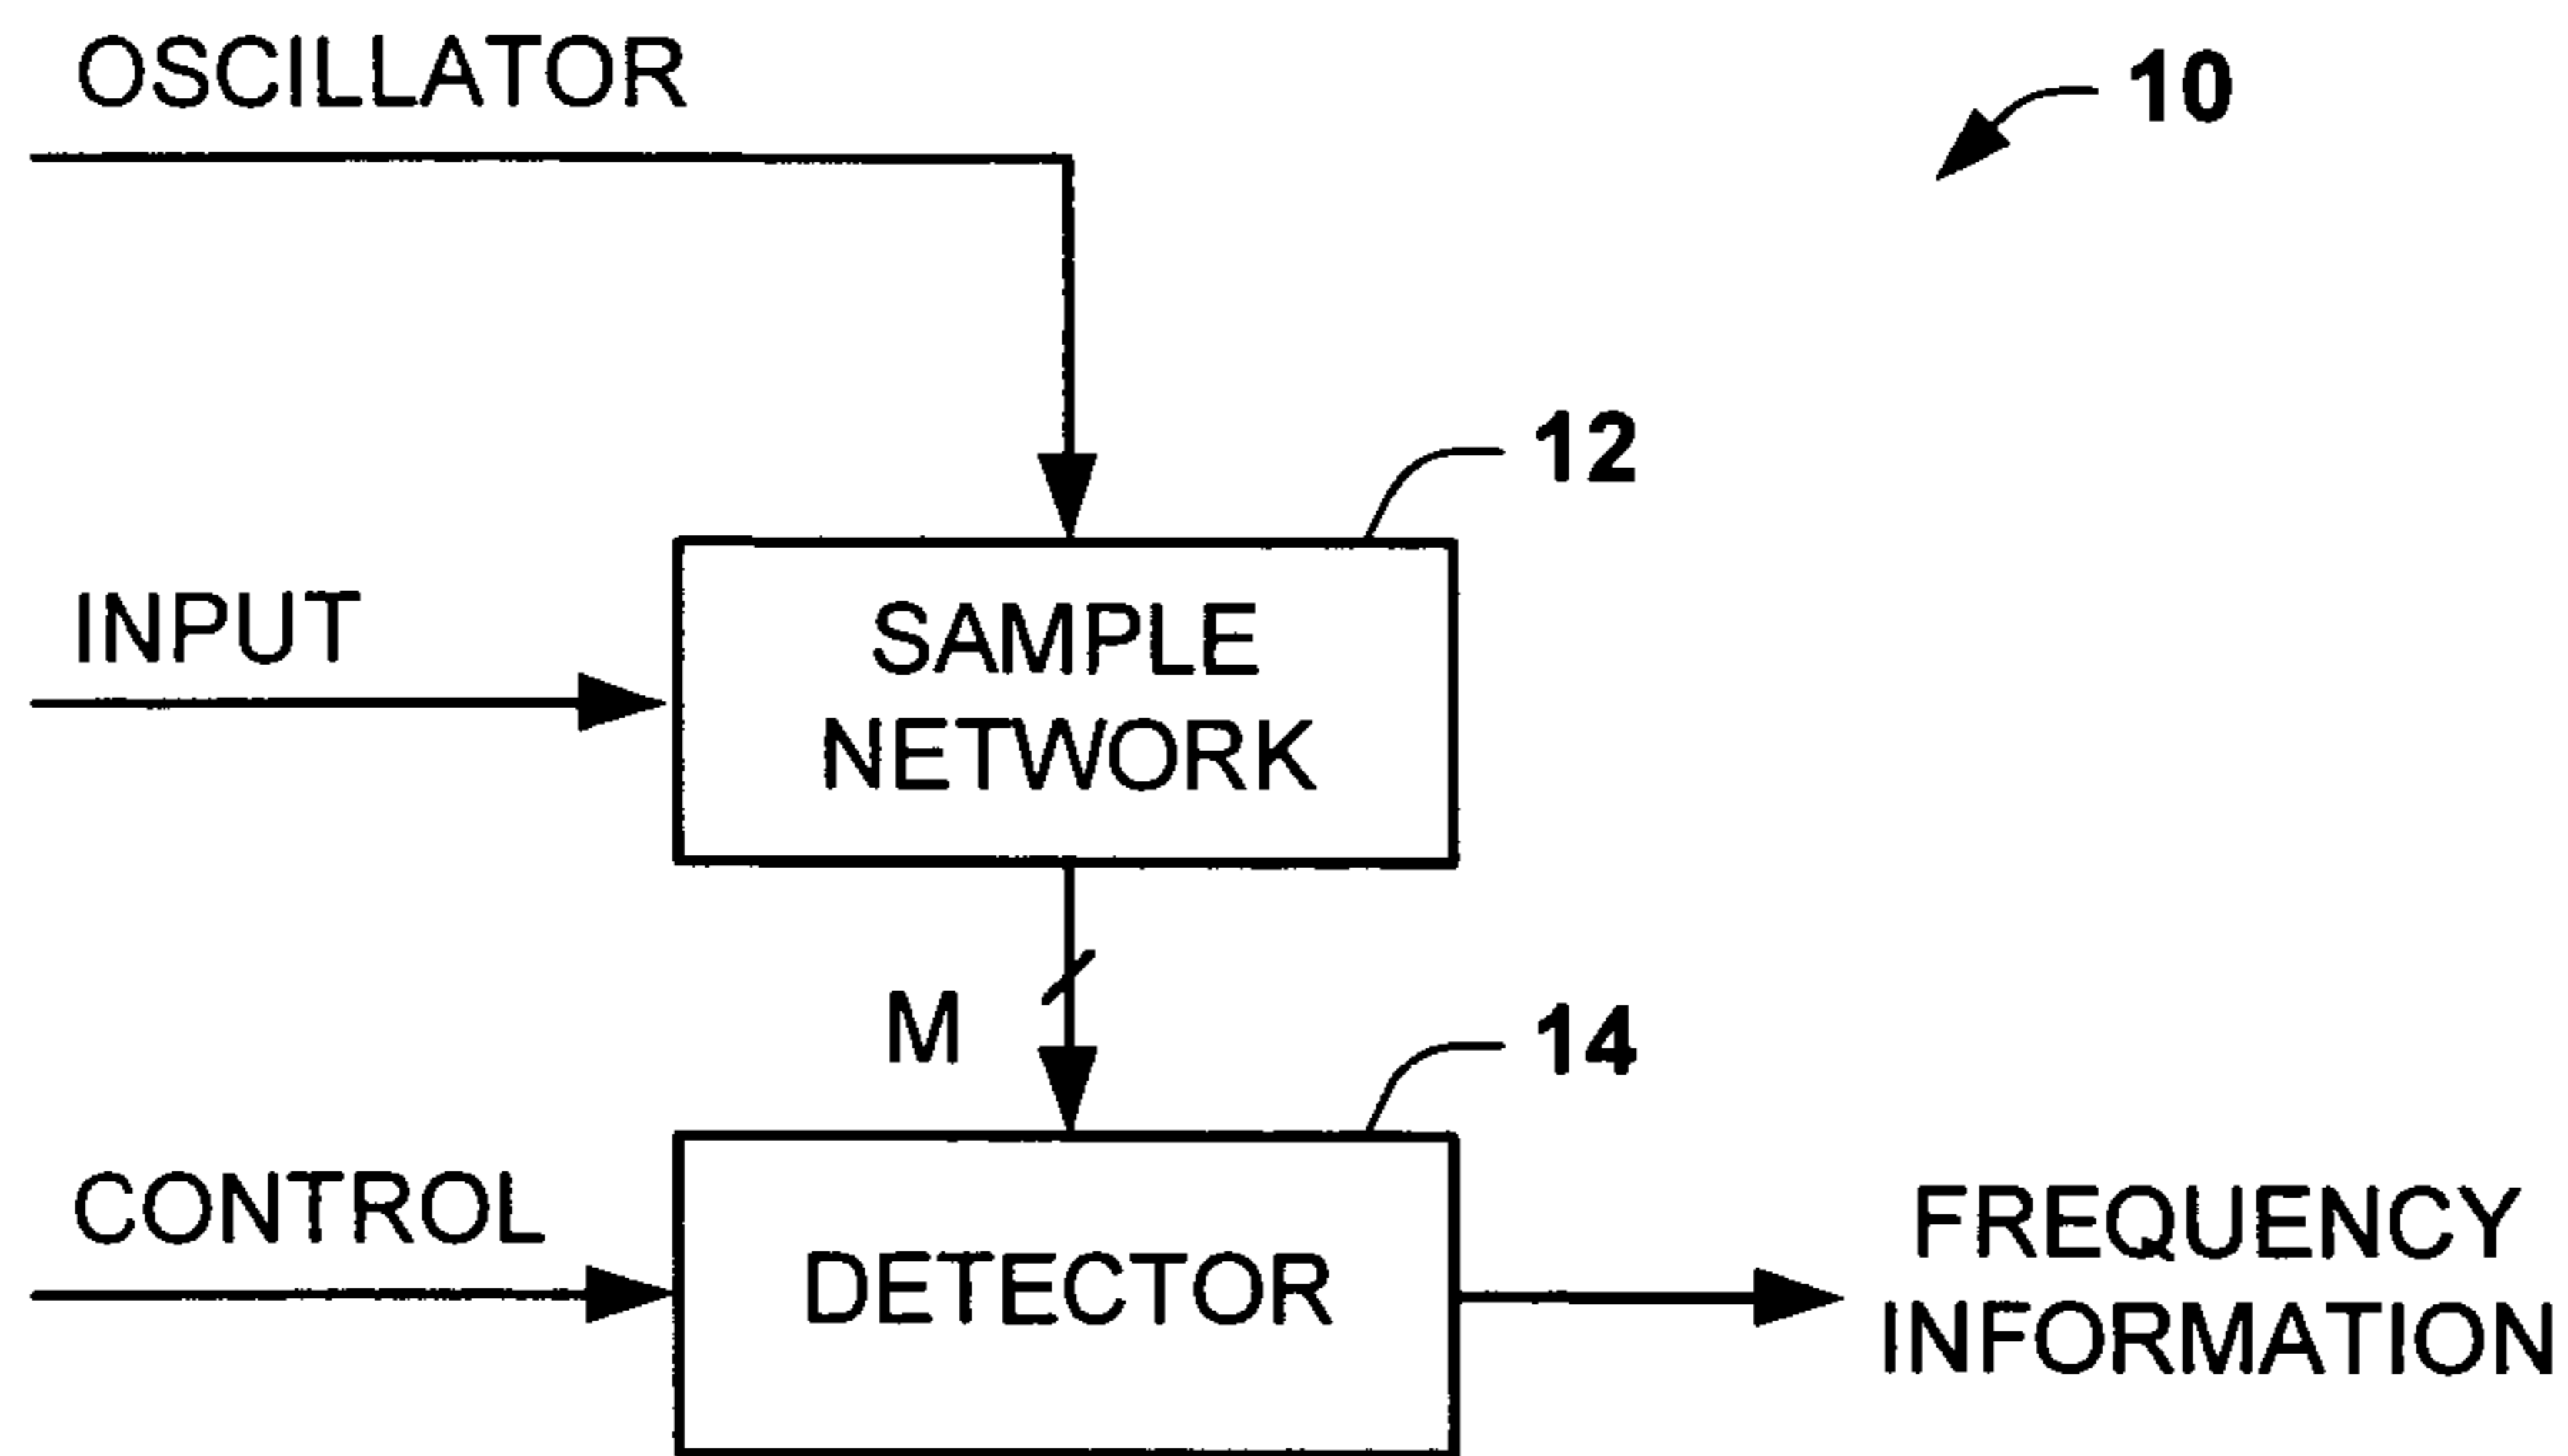 OSCILLATOR
10
12
INPUT
SAMPLE
NETWORK
M
14
CONTROL
DETECTOR
FREQUENCY
INFORMATION